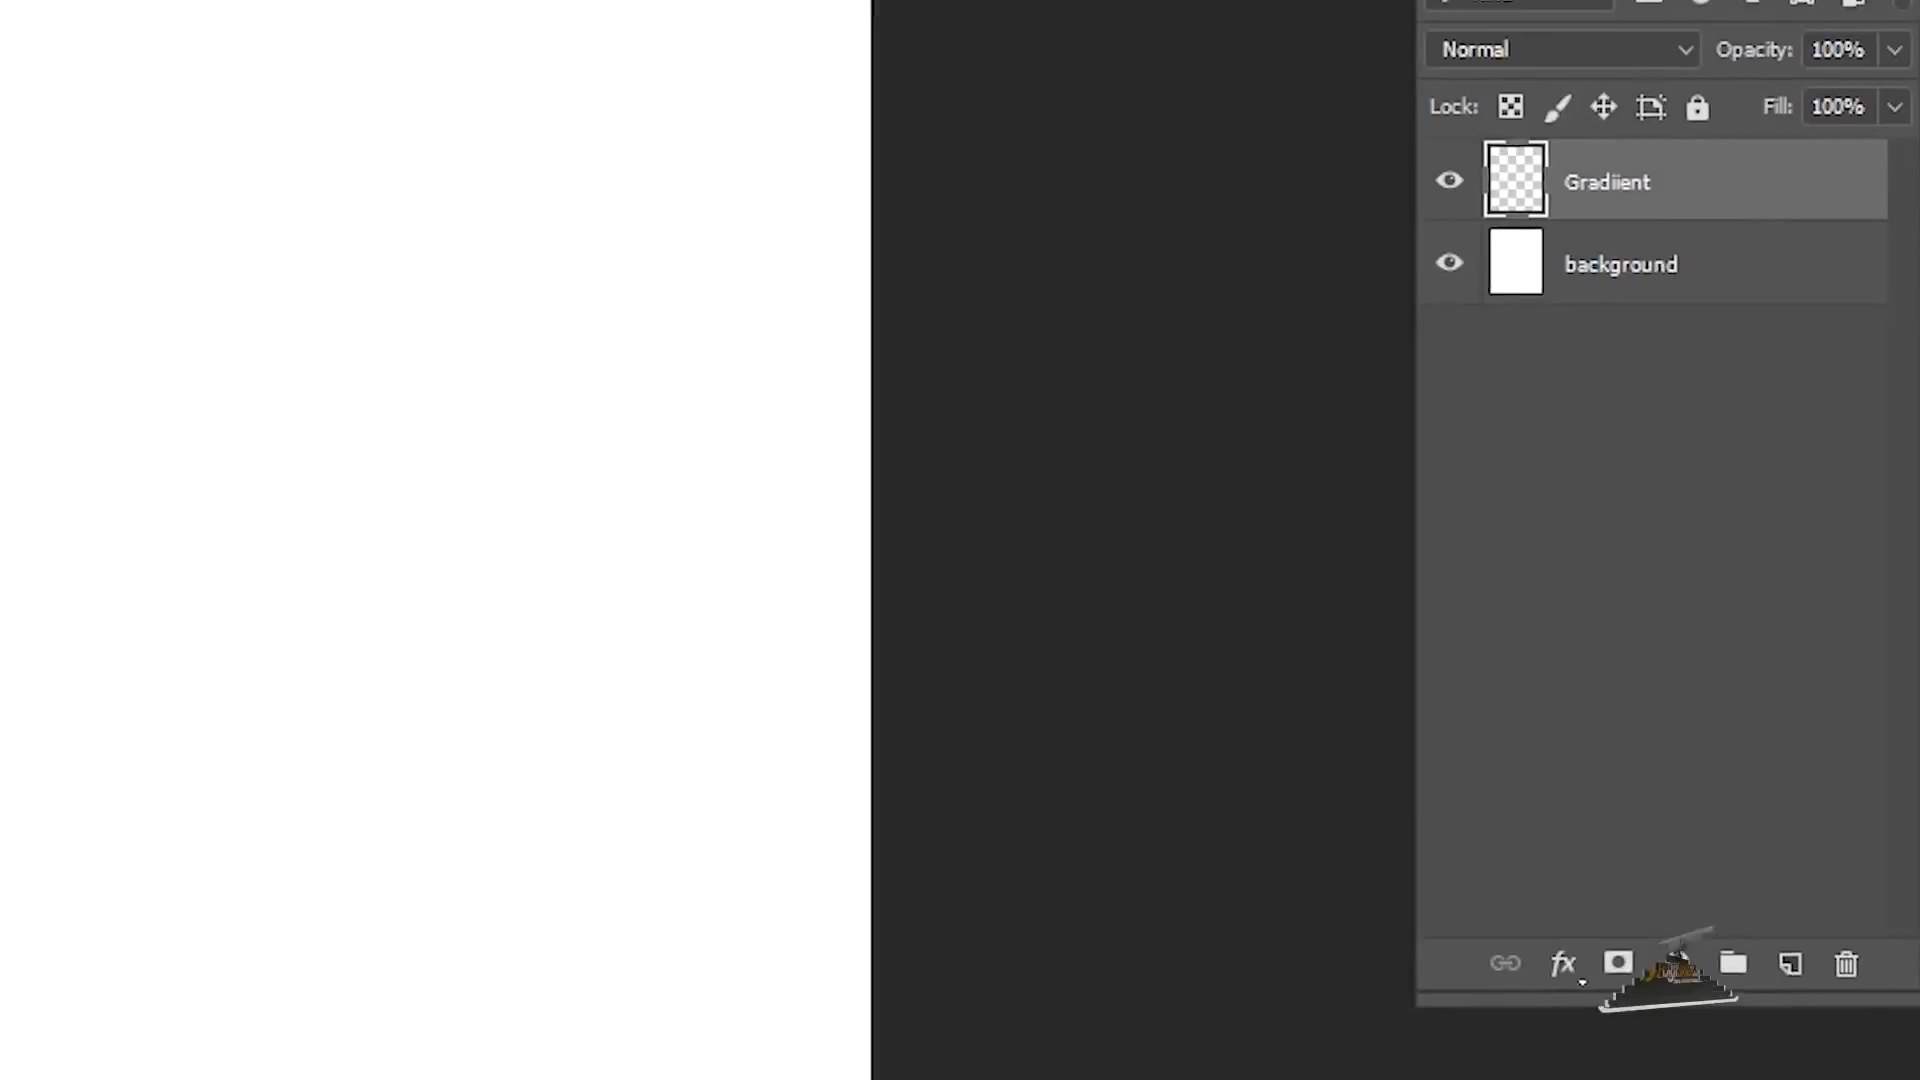 Normal Opacity: 100%
Lock: Fill: 100%
Gradiient
background
fx